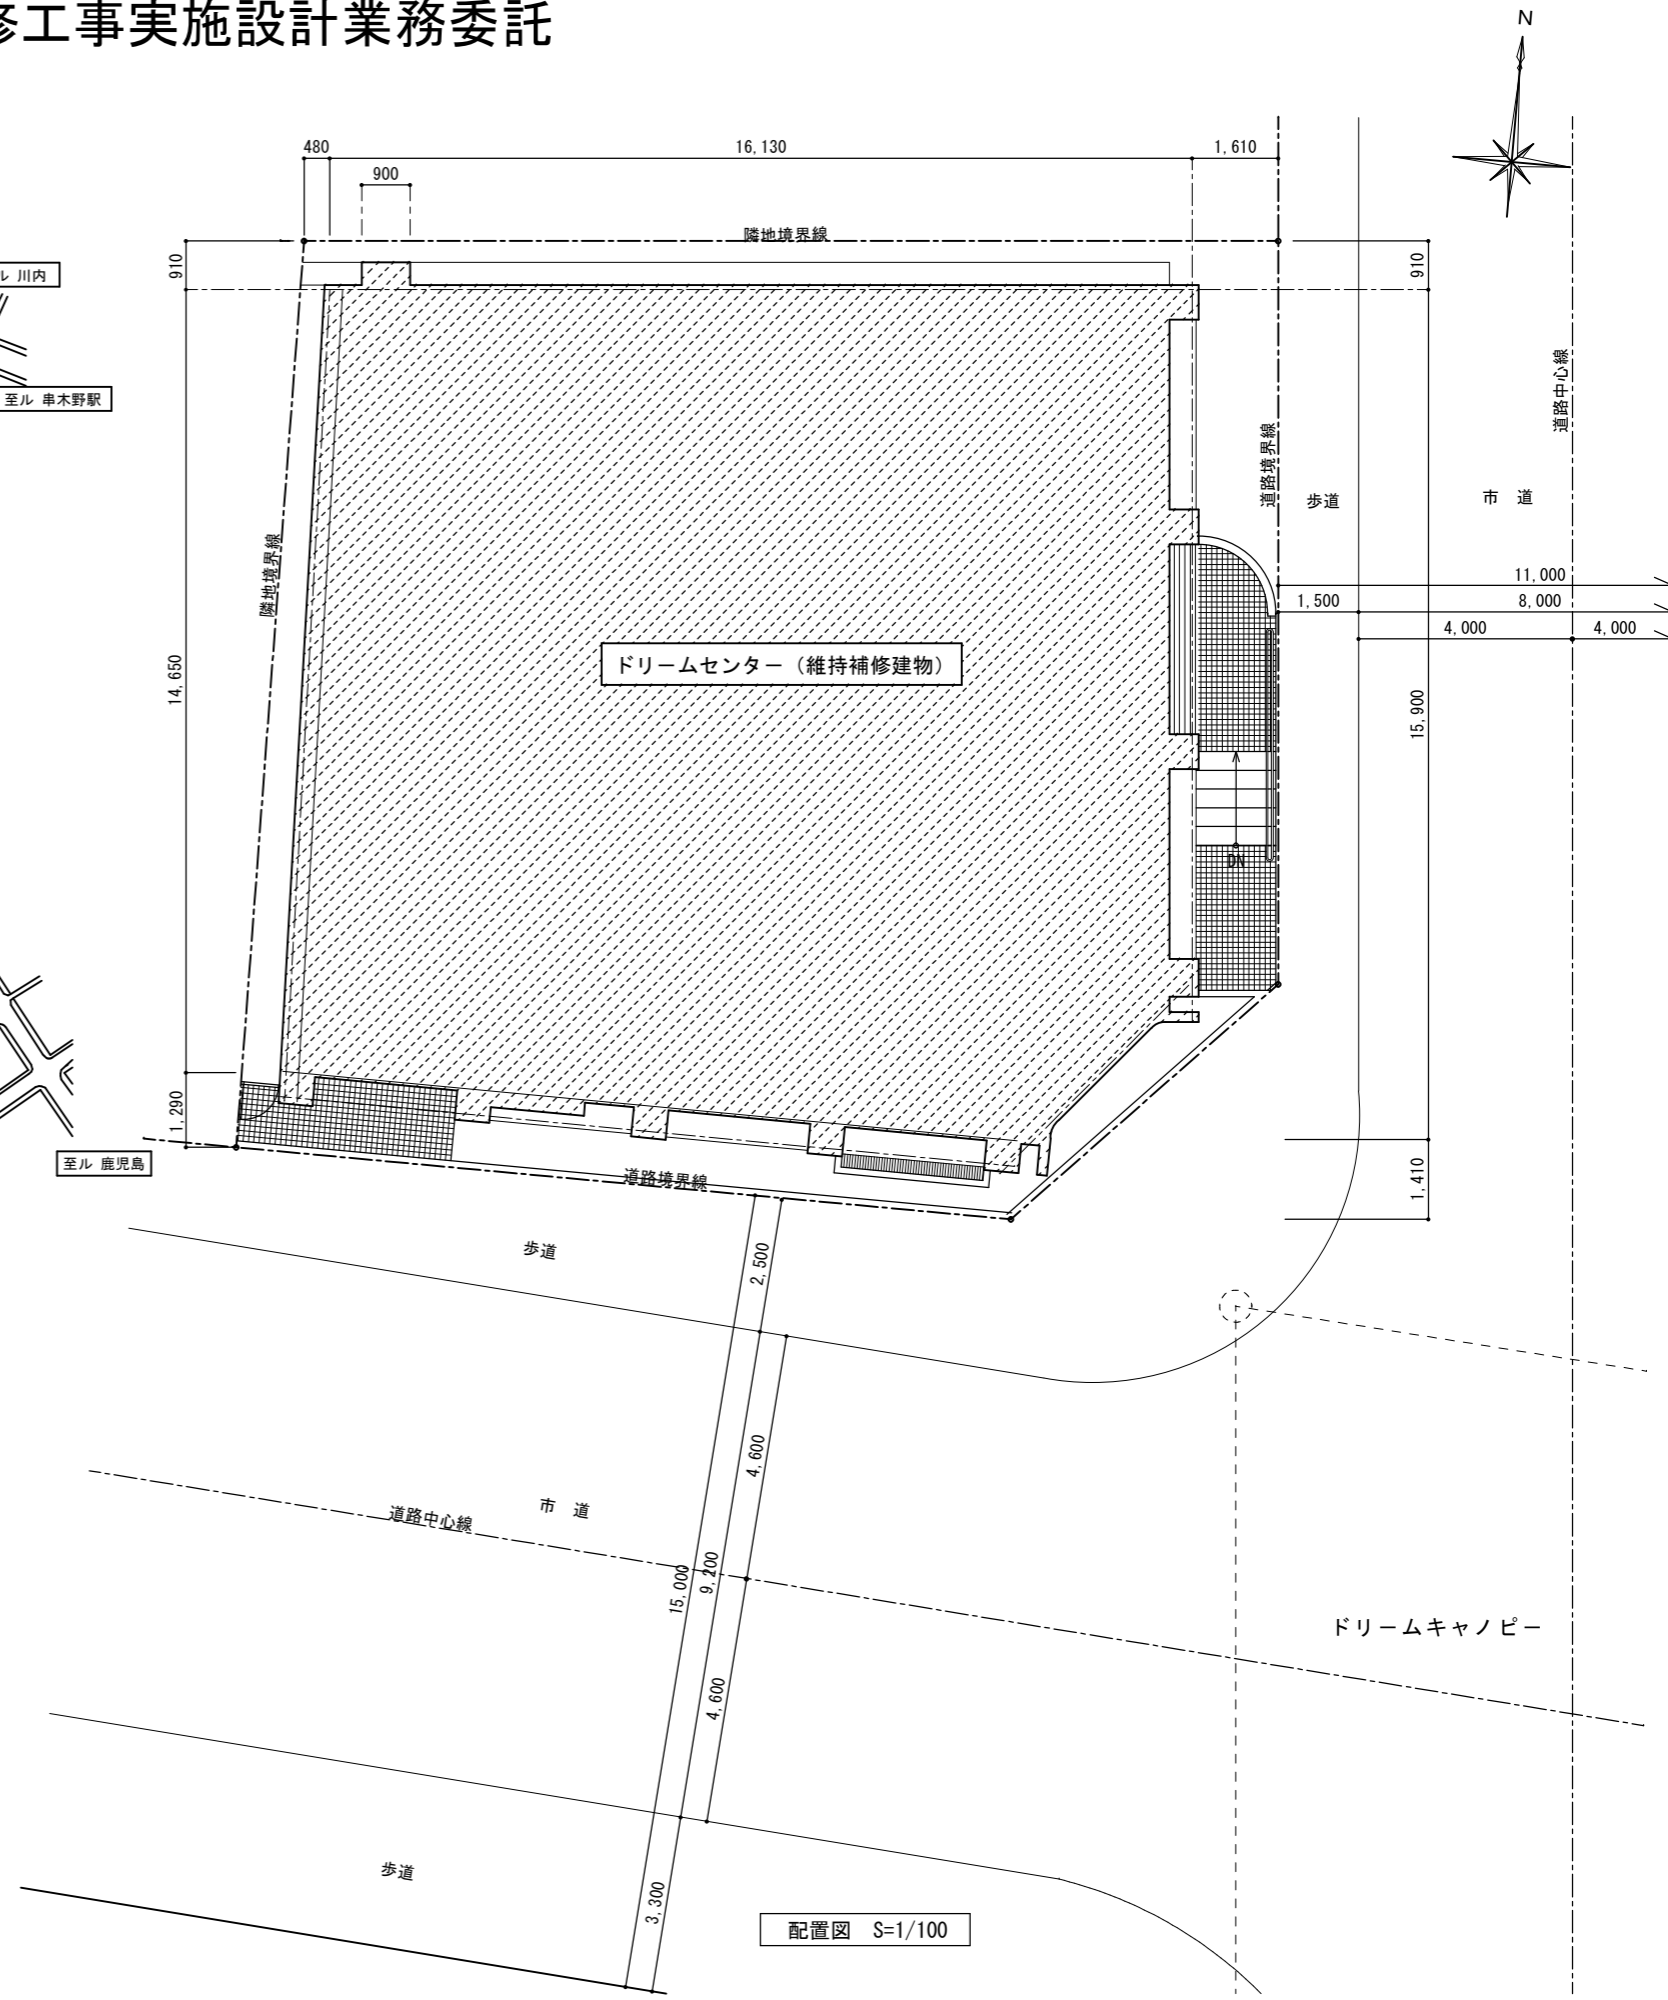 修工事実施設計業務委託
N
480
16,130
1,610
900
隣地境界線
910
910
ル 川内
至ル 串木野駅
道路中心線
道路境界線
歩道
市 道
隣地境界線
11,000
1,500
8,000
4,000
4,000
ドリームセンター（維持補修建物）
14,650
15,900
DN
1,290
至ル 鹿児島
道路境界線
1,410
歩道
2,500
4,600
市 道
道路中心線
15,000
9,200
ドリームキャノピー
4,600
歩道
3,300
配置図 S=1/100